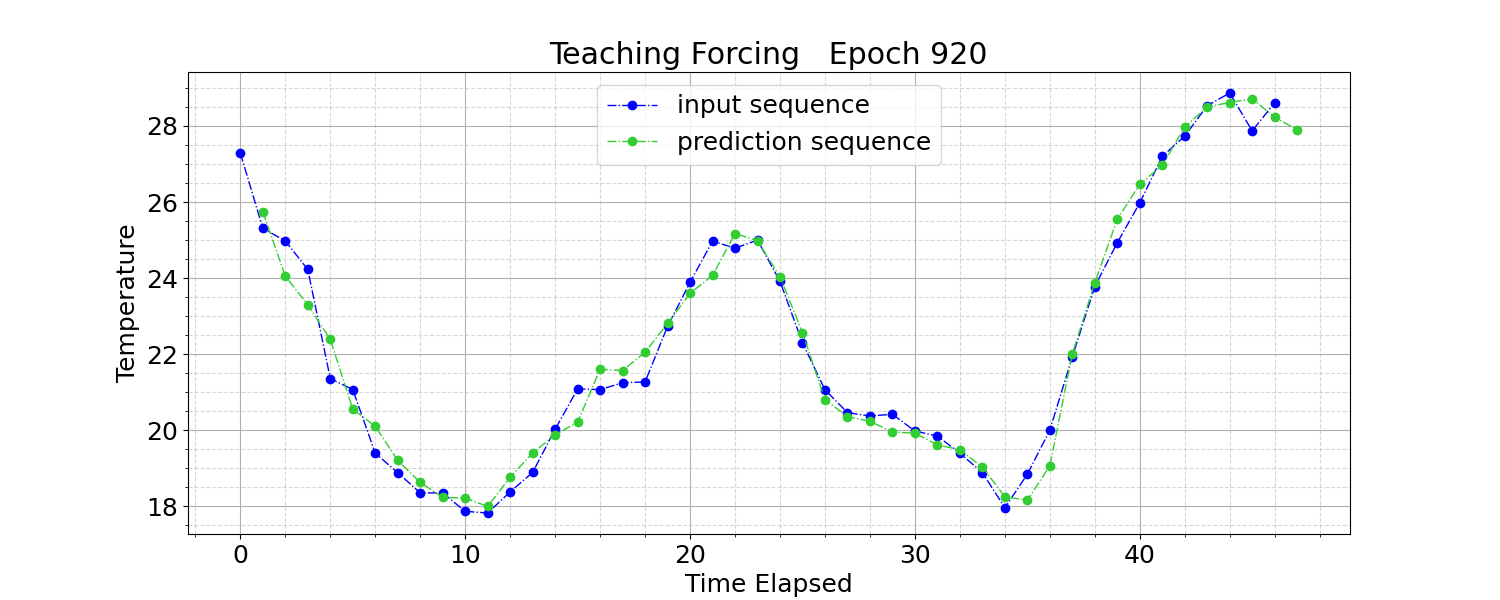 Teaching Forcing   Epoch 920
input sequence
prediction sequence
Temperature
28
26
24
22
20
18
0 10 20 30 40
Time Elapsed